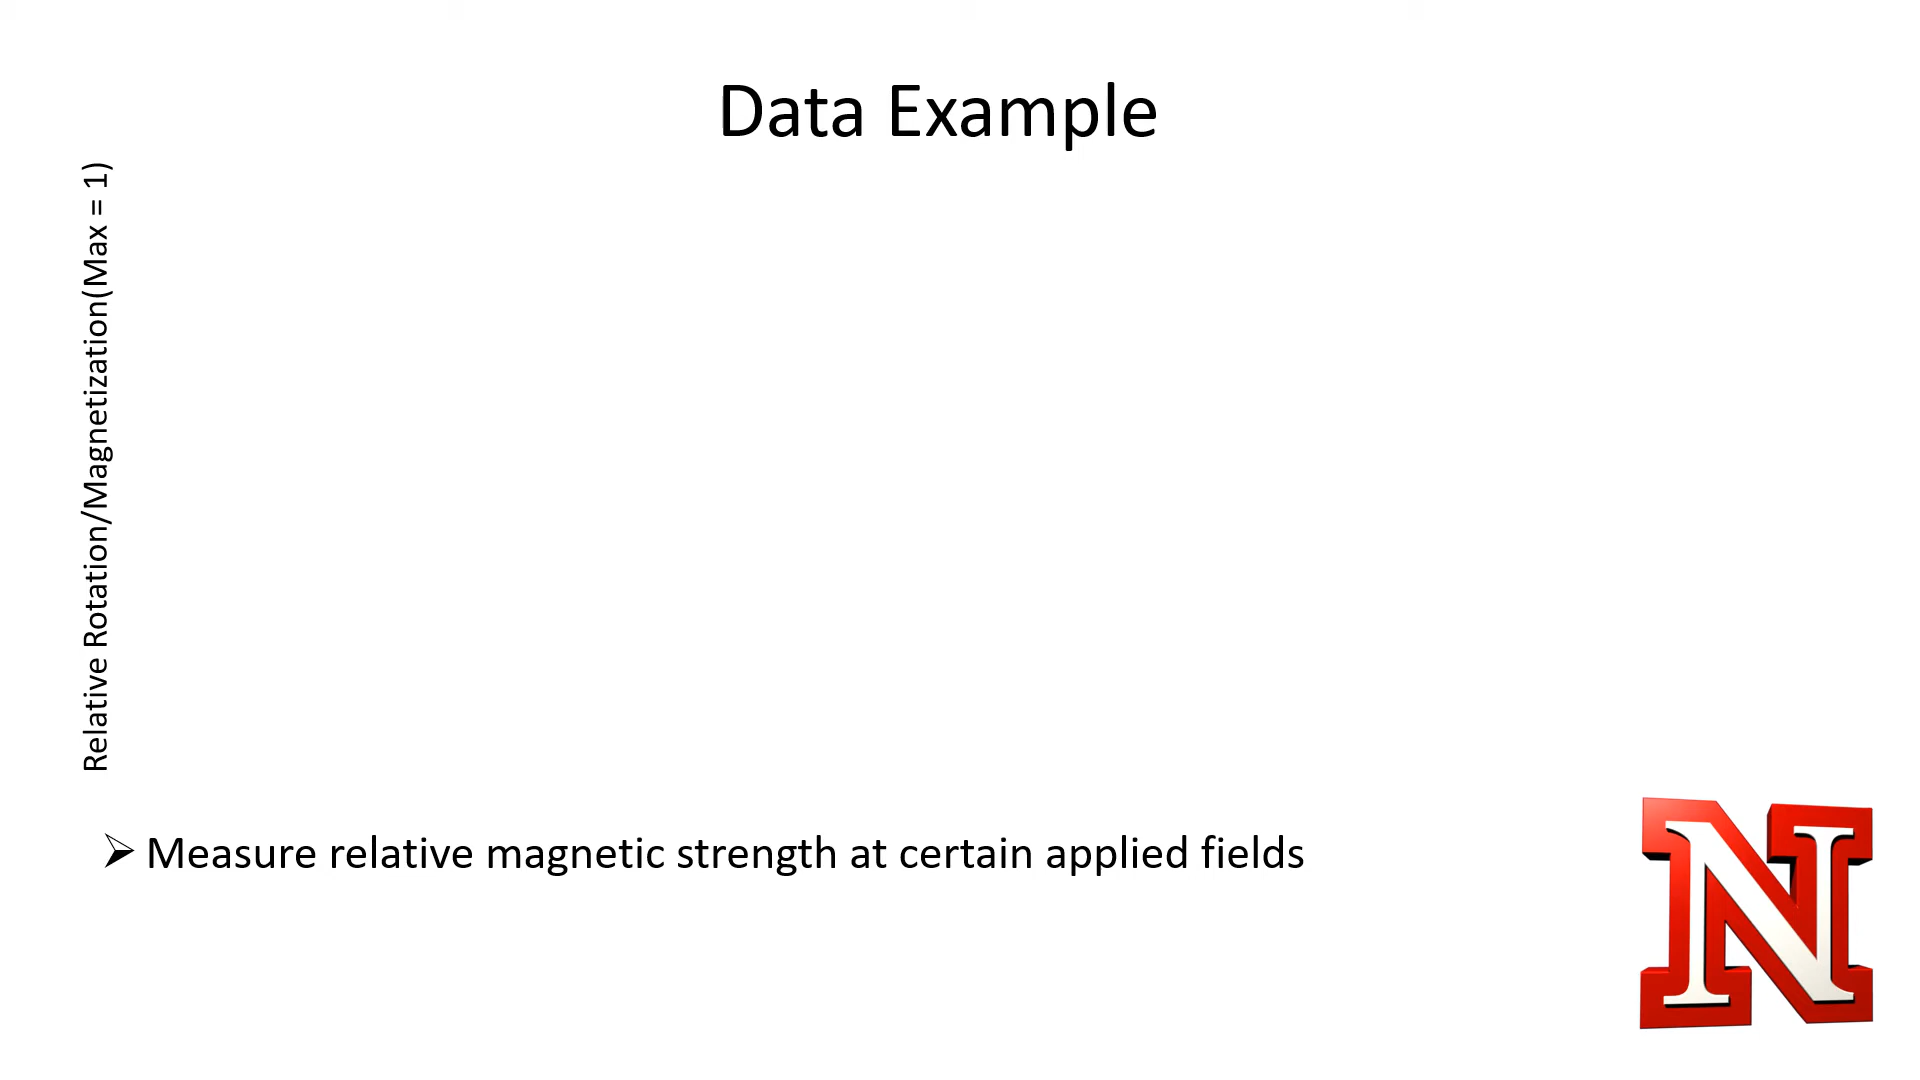 Data Example
Relative Rotation/Magnetization(Max = 1)
➢ Measure relative magnetic strength at certain applied fields
N